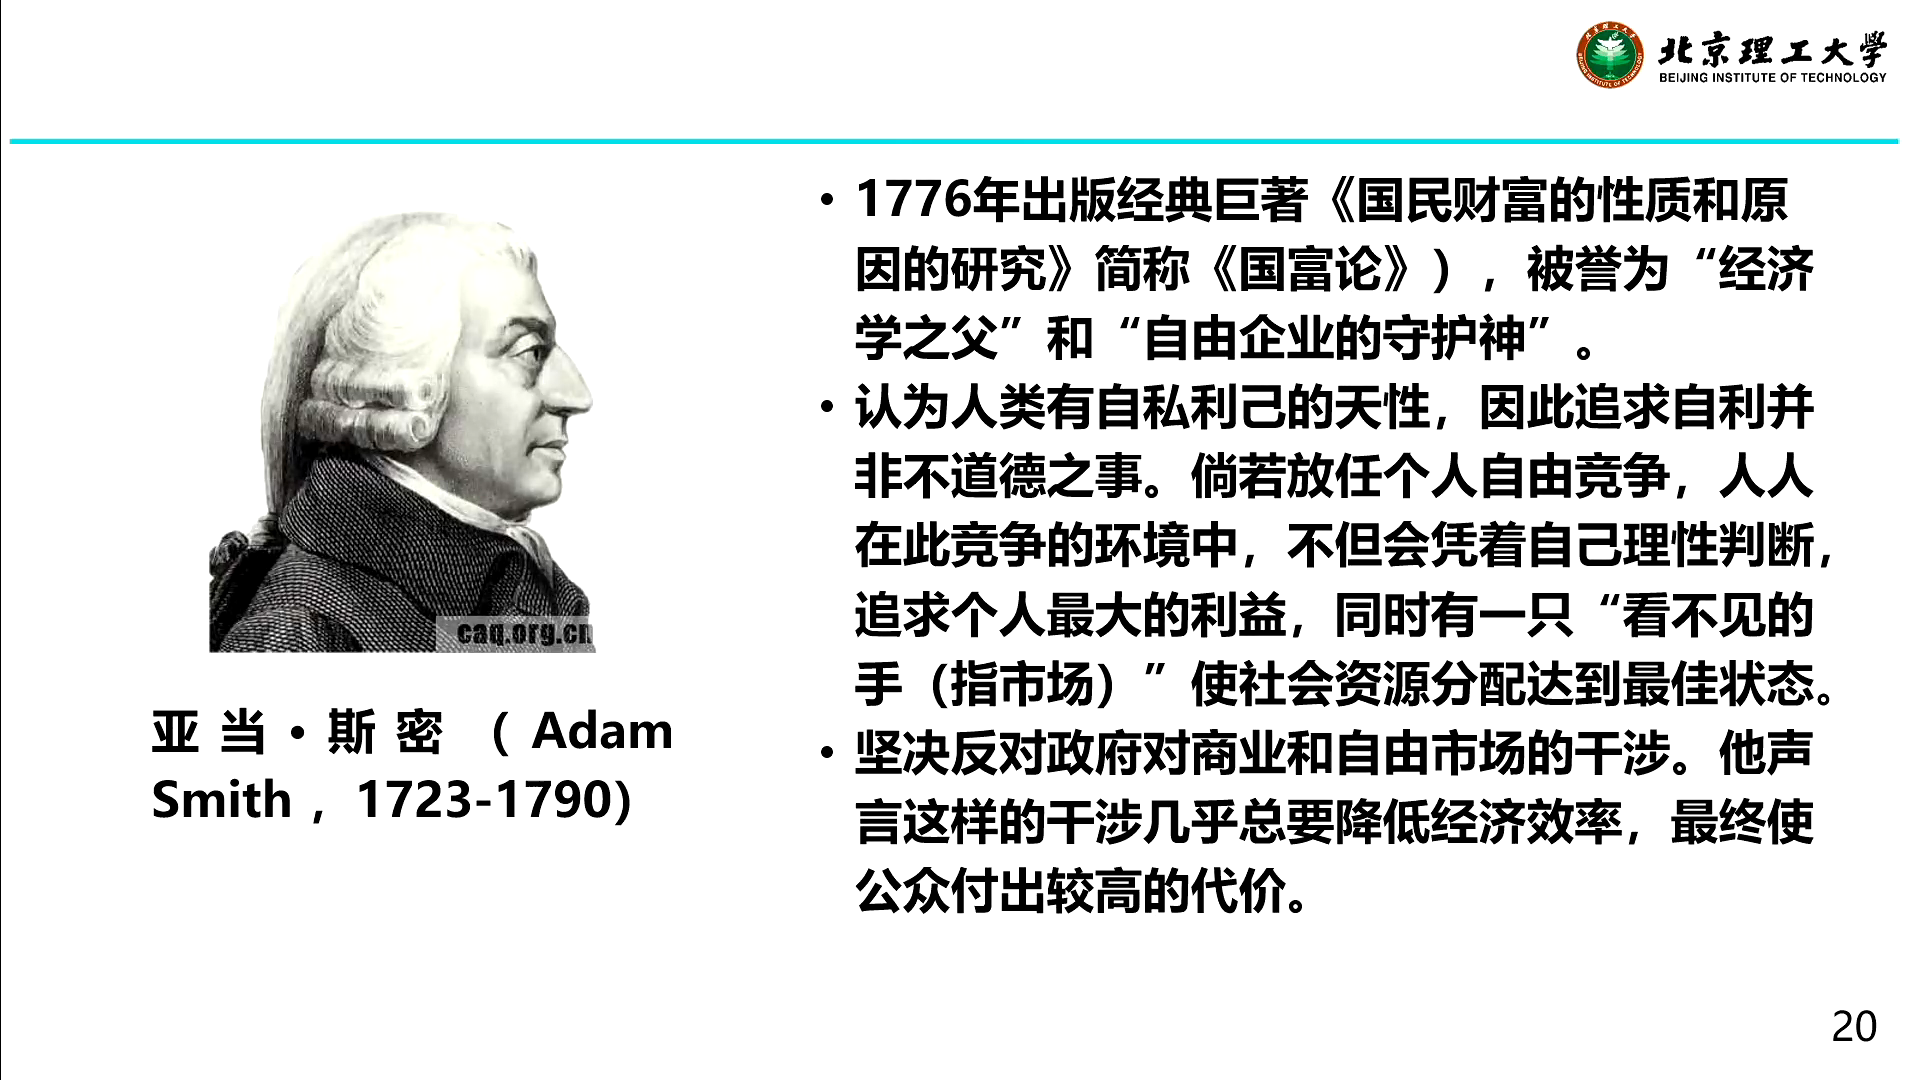 北京理工大学
BEIJING INSTITUTE OF TECHNOLOGY
caq.org.cn
亚当·斯密（Adam
Smith，1723-1790）
• 1776年出版经典巨著《国民财富的性质和原
因的研究》简称《国富论》），被誉为“经济
学之父”和“自由企业的守护神”。
• 认为人类有自私利己的天性，因此追求自利并
非不道德之事。倘若放任个人自由竞争，人人
在此竞争的环境中，不但会凭着自己理性判断，
追求个人最大的利益，同时有一只“看不见的
手（指市场）”使社会资源分配达到最佳状态。
• 坚决反对政府对商业和自由市场的干涉。他声
言这样的干涉几乎总要降低经济效率，最终使
公众付出较高的代价。
20